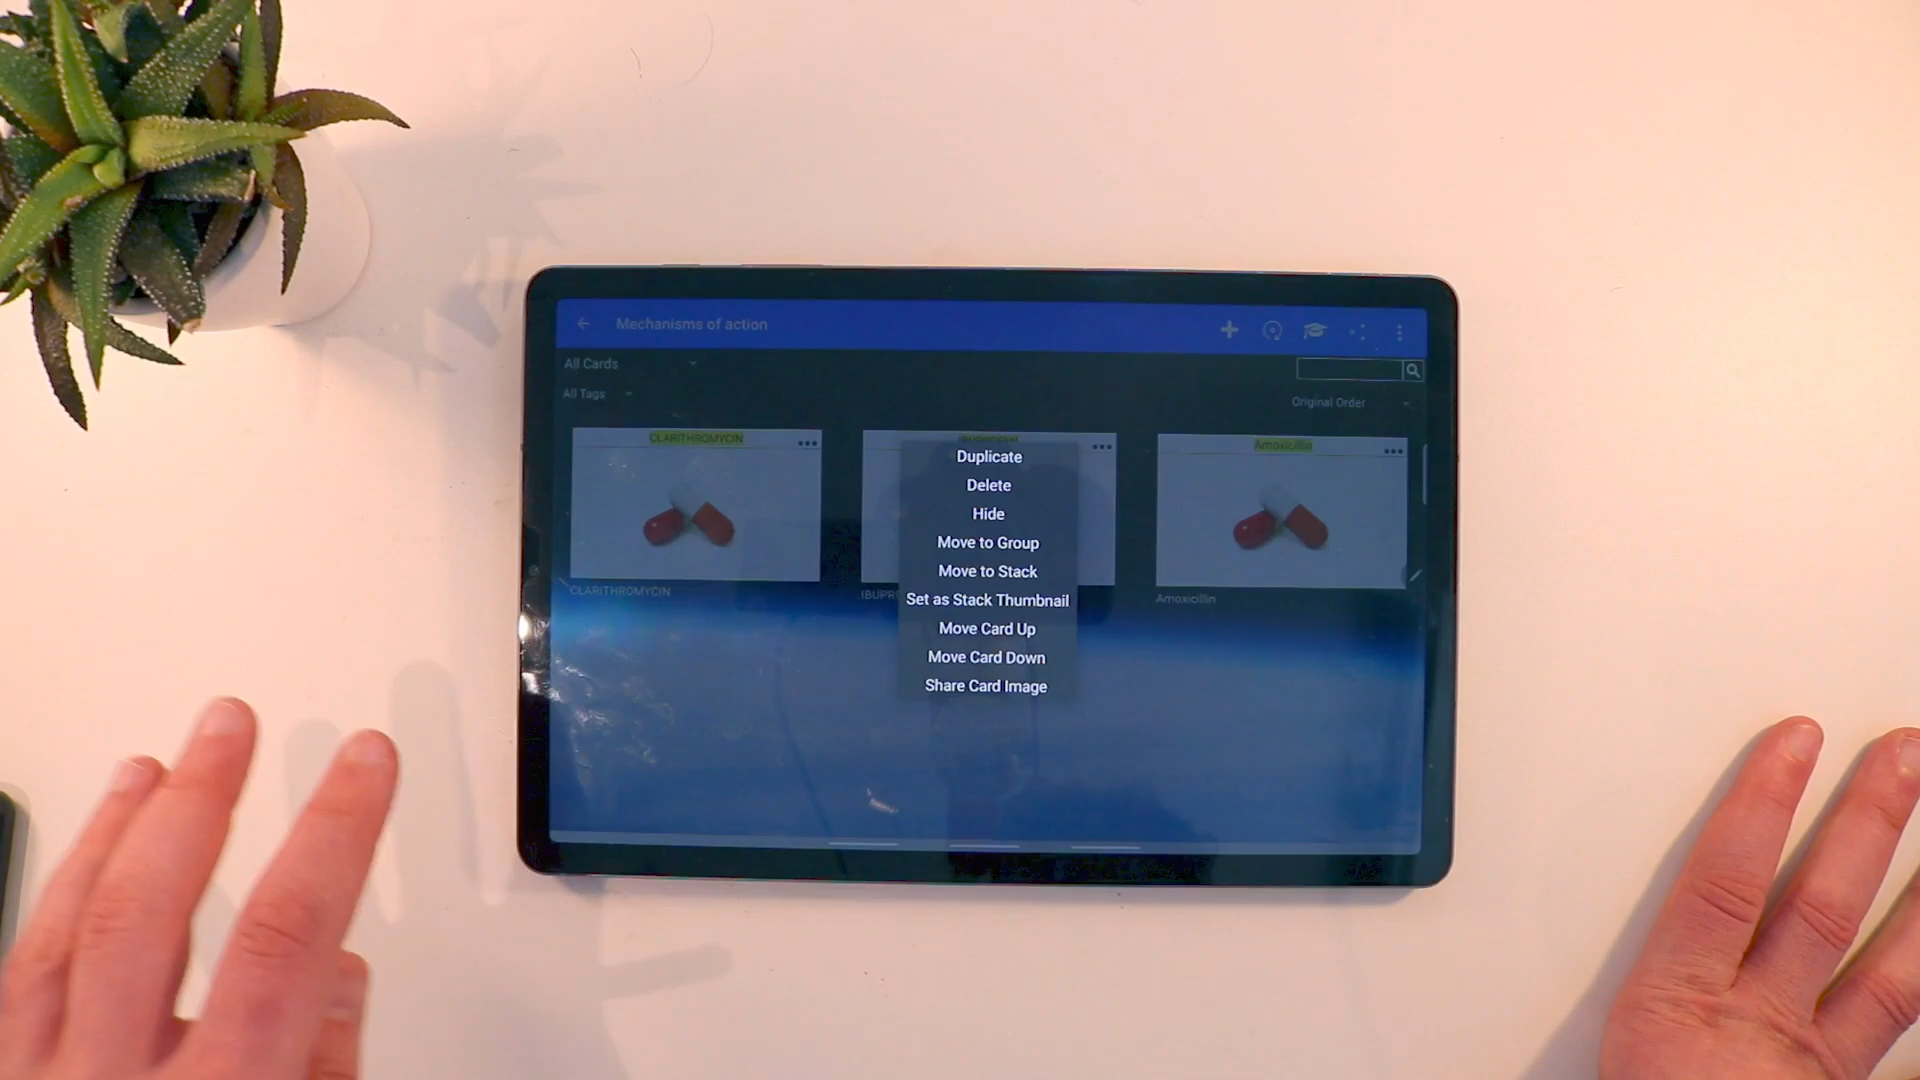 Mechanisms of action
All Cards
All Tags
Original Order
CLARITHROMYCIN
Amoxicillin
Duplicate
Delete
Hide
Move to Group
Move to Stack
Set as Stack Thumbnail
Move Card Up
Move Card Down
Share Card Image
CLARITHROMYCIN
IBUPR
Amoxicillin